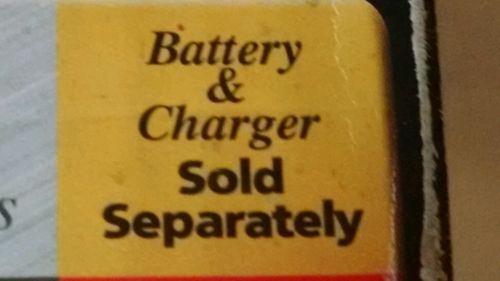 Battery
&
Charger
Sold
Separately
s